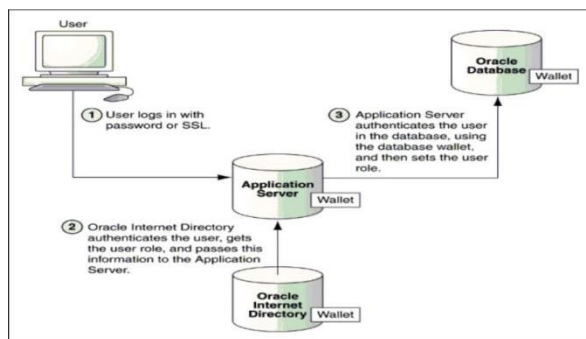 User
1 User logs in with
password or SSL.
Oracle
Database
Wallet
3 Application Server
authenticates the user
in the database, using
the database wallet,
and then sets the user
role.
Application
Server
Wallet
2 Oracle Internet Directory
authenticates the user, gets
the user role, and passes this
information to the Application
Server.
Oracle
Internet
Directory
Wallet